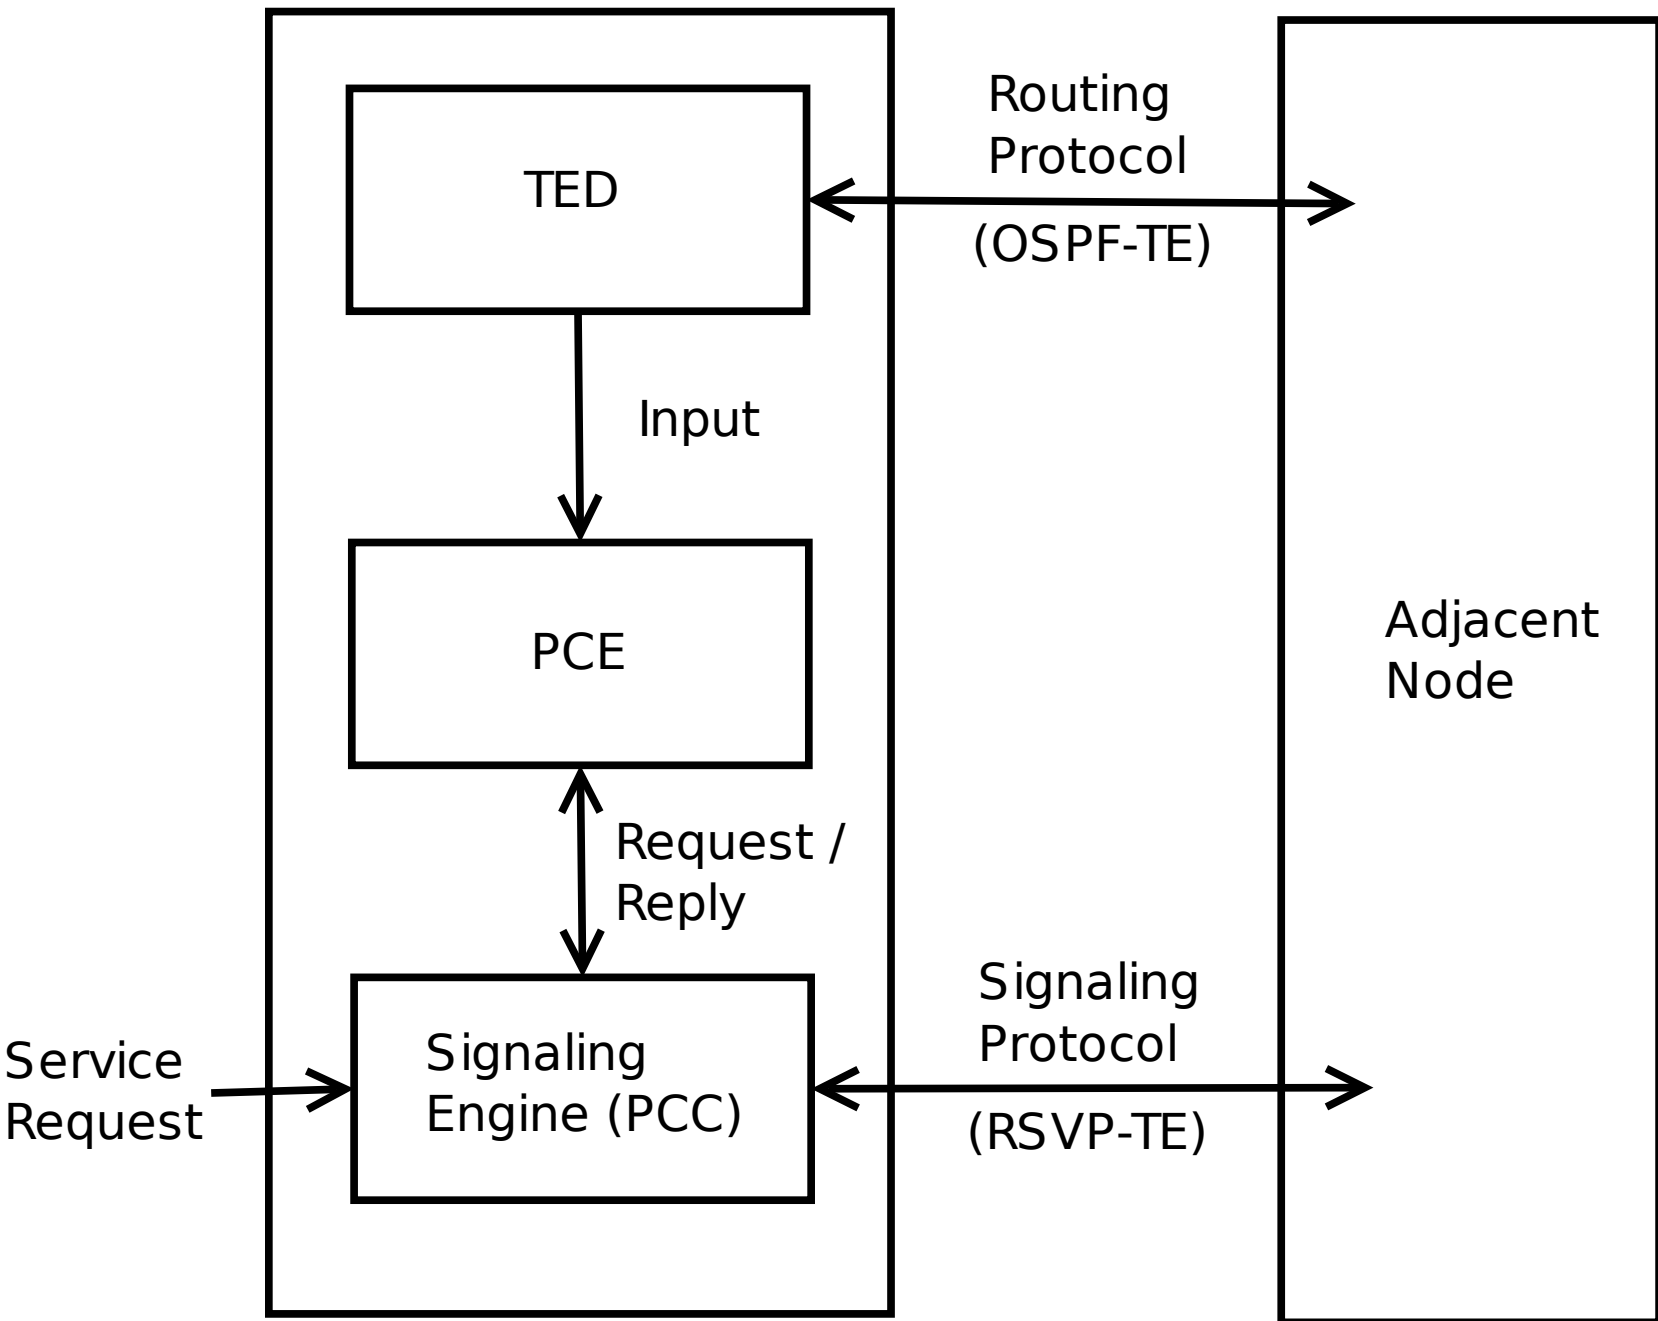 Routing
Protocol
TED
(OSPF-TE)
Input
Adjacent
Node
PCE
Request /
Reply
Signaling
Protocol
Service
Request
Signaling
Engine (PCC)
(RSVP-TE)